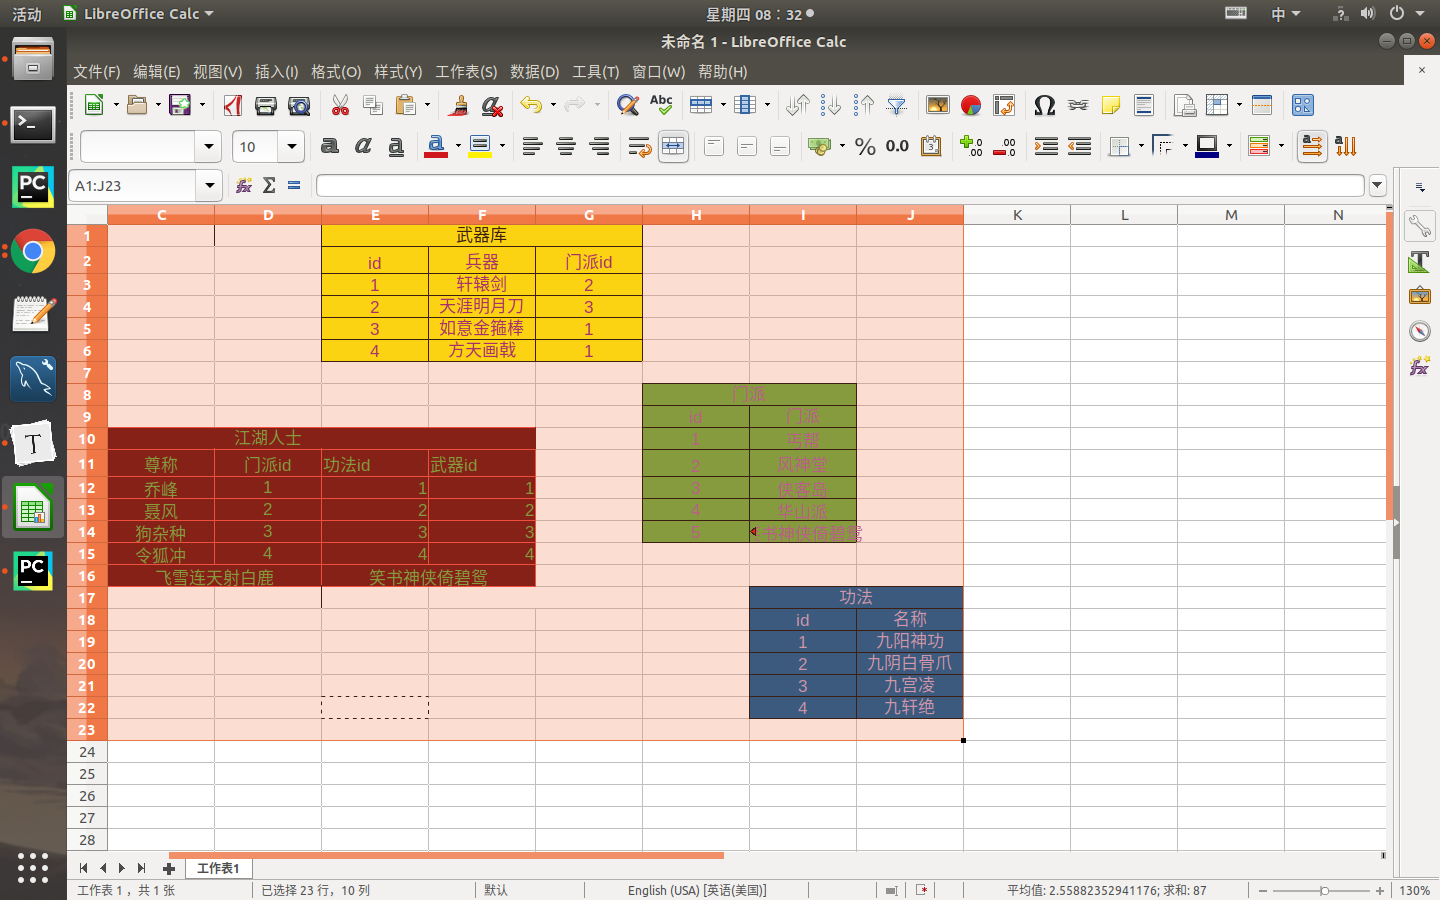 活动 LibreOffice Calc 星期四 08：32 中
未命名 1 - LibreOffice Calc
文件(F) 编辑(E) 视图(V) 插入(I) 格式(O) 样式(Y) 工作表(S) 数据(D) 工具(T) 窗口(W) 帮助(H)
10
A1:J23
C D E F G H I J K L M N
1 武器库
2 id 兵器 门派id
3 1 轩辕剑 2
4 2 天涯明月刀 3
5 3 如意金箍棒 1
6 4 方天画戟 1
7
8 门派
9 id 门派
10 江湖人士 1 丐帮
11 尊称 门派id 功法id 武器id 2 风神堂
12 乔峰 1 1 1 3 侠客岛
13 聂风 2 2 2 4 华山派
14 狗杂种 3 3 3 5 书神侠倚碧鸳
15 令狐冲 4 4 4
16 飞雪连天射白鹿 笑书神侠倚碧鸳
17 功法
18 id 名称
19 1 九阳神功
20 2 九阴白骨爪
21 3 九宫凌
22 4 九轩绝
23
24
25
26
27
28
工作表1
工作表 1， 共 1 张 已选择 23 行，10 列 默认 English (USA) [英语(美国)] 平均值: 2.55882352941176; 求和: 87 130%